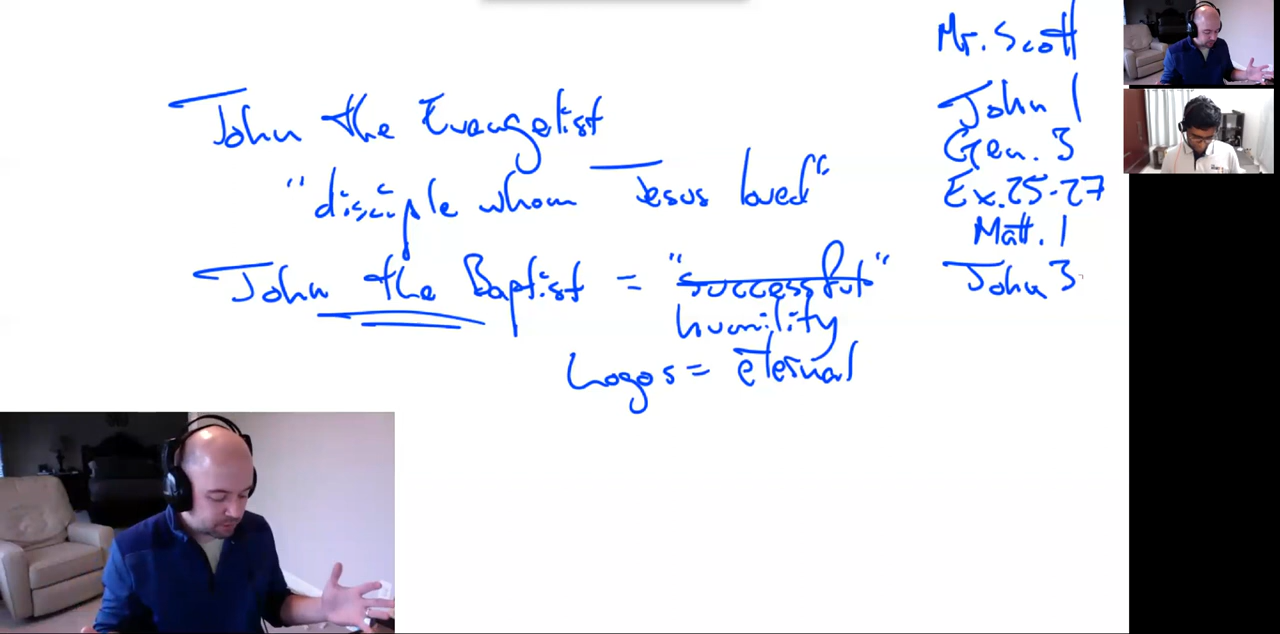 John the Evangelist
"disciple whom Jesus loved"
John the Baptist = "successful"
humility
Logos = eternal
Mr. Scott
John 1
Gen. 3
Ex. 25-27
Matt. 1
John 3